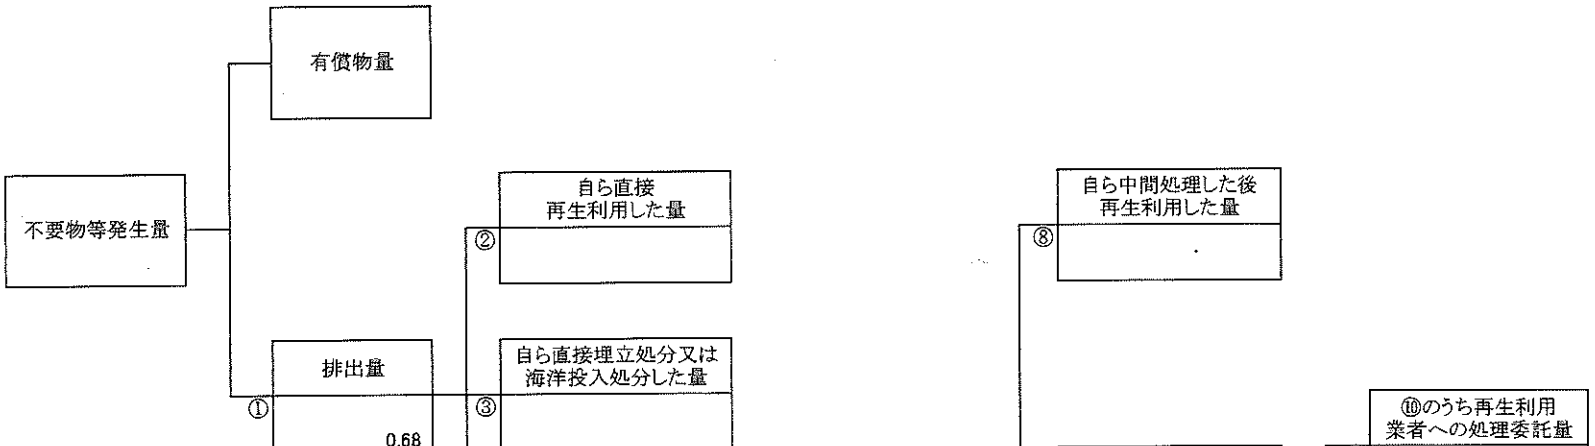 有償物量
不要物等発生量
自ら直接
再生利用した量
②
自ら中間処理した後
再生利用した量
⑧
排出量
①
0.68
自ら直接埋立処分又は
海洋投入処分した量
③
⑩のうち再生利用
業者への処理委託量